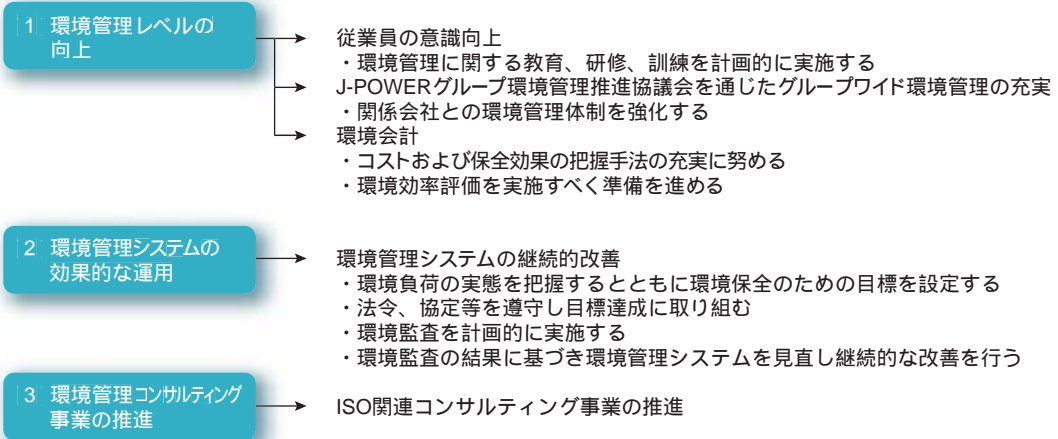 1 環境管理レベルの
向上
従業員の意識向上
・環境管理に関する教育、研修、訓練を計画的に実施する
J-POWERグループ環境管理推進協議会を通じたグループワイド環境管理の充実
・関係会社との環境管理体制を強化する
環境会計
・コストおよび保全効果の把握手法の充実に努める
・環境効率評価を実施すべく準備を進める
2 環境管理システムの
効果的な運用
環境管理システムの継続的改善
・環境負荷の実態を把握するとともに環境保全のための目標を設定する
・法令、協定等を遵守し目標達成に取り組む
・環境監査を計画的に実施する
・環境監査の結果に基づき環境管理システムを見直し継続的な改善を行う
3 環境管理コンサルティング
事業の推進
ISO関連コンサルティング事業の推進